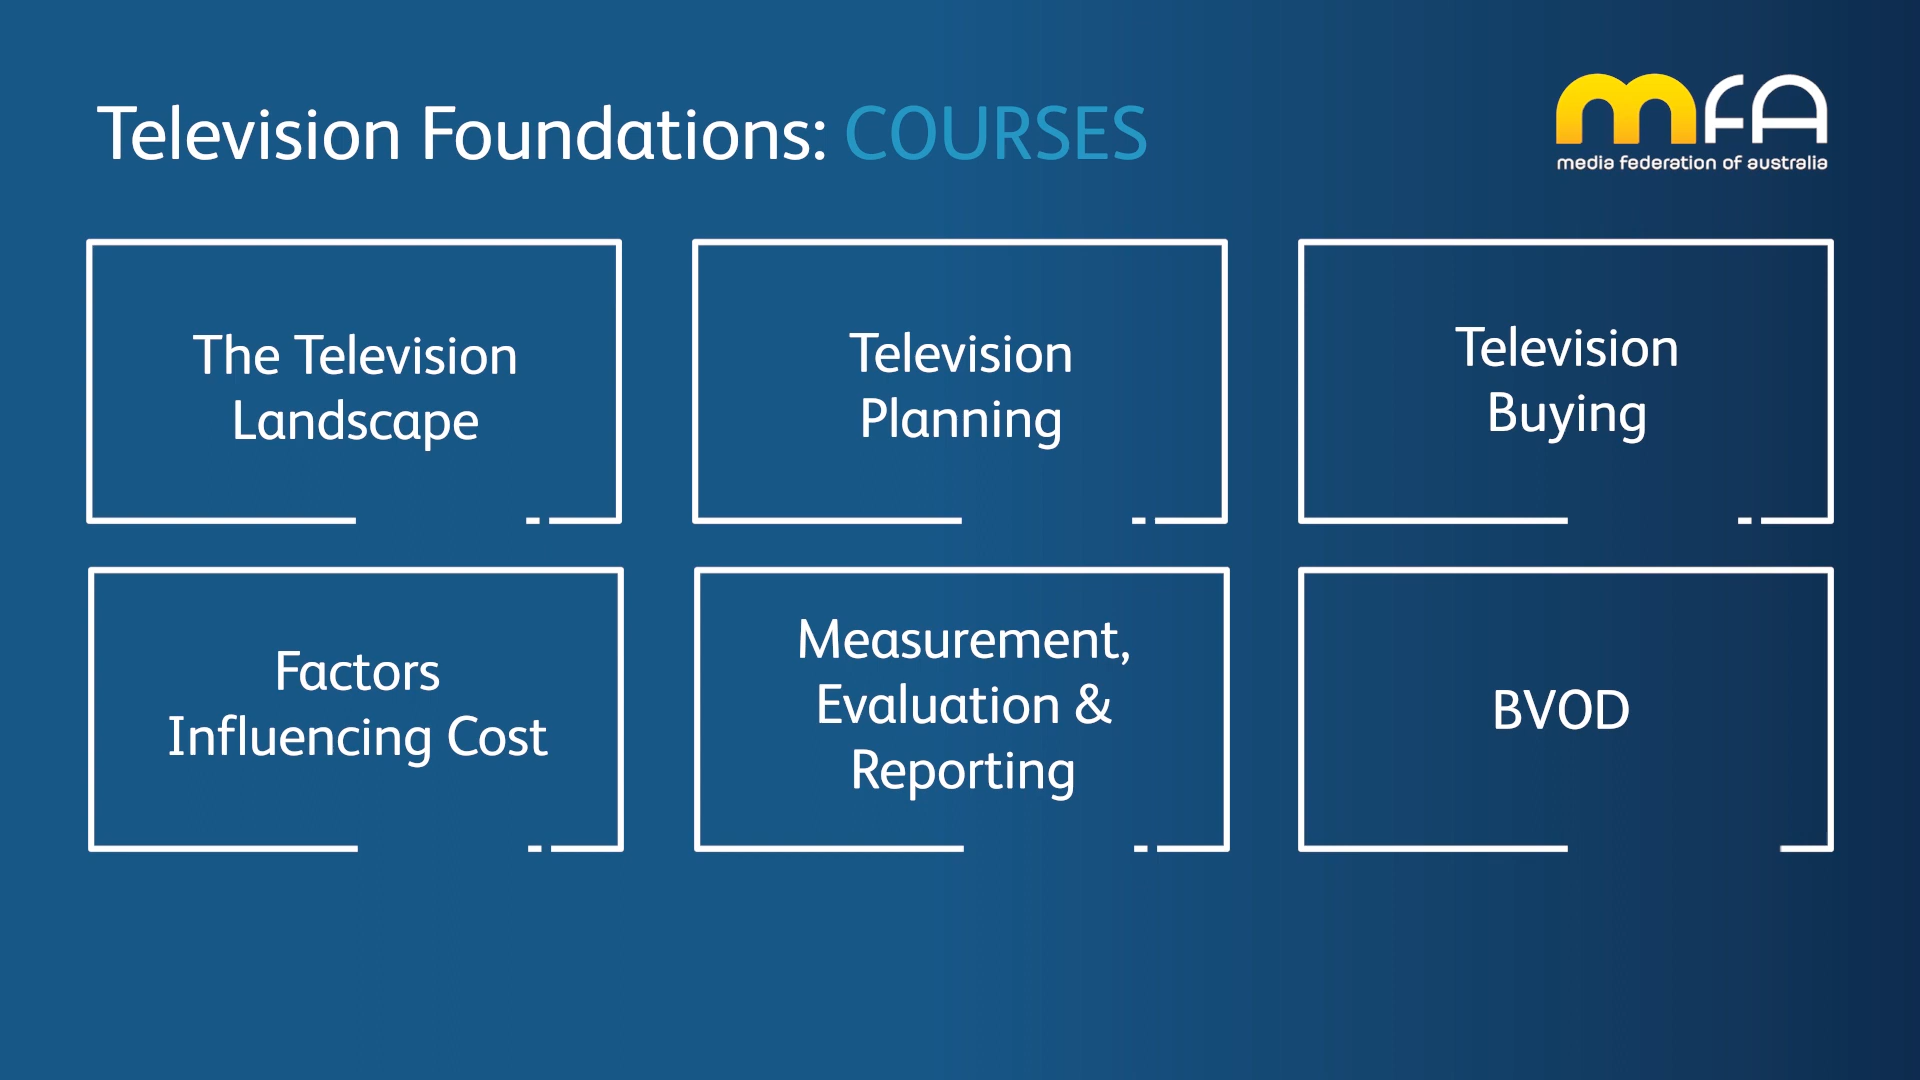 Television Foundations: COURSES
mfa
media federation of australia
The Television
Landscape
Television
Planning
Television
Buying
Factors
Influencing Cost
Measurement,
Evaluation &
Reporting
BVOD